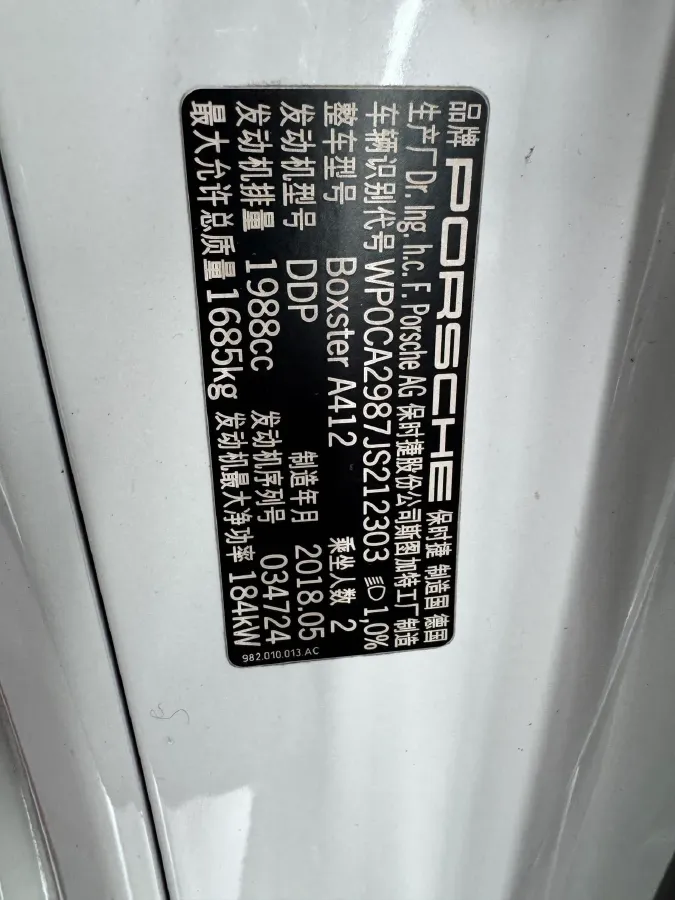 品牌 PORSCHE 保时捷 制造国 德国
生产厂 Dr. Ing. h.c. F. Porsche AG 保时捷股份公司斯图加特工厂制造
车辆识别代号 WP0CA2987JS212303 1,0%
整车型号 Boxster A412 乘坐人数 2
发动机型号 DDP 制造年月 2018.05
发动机排量 1988cc 发动机序列号 034724
最大允许总质量 1685kg 发动机最大净功率 184kW
982.010.013.AC